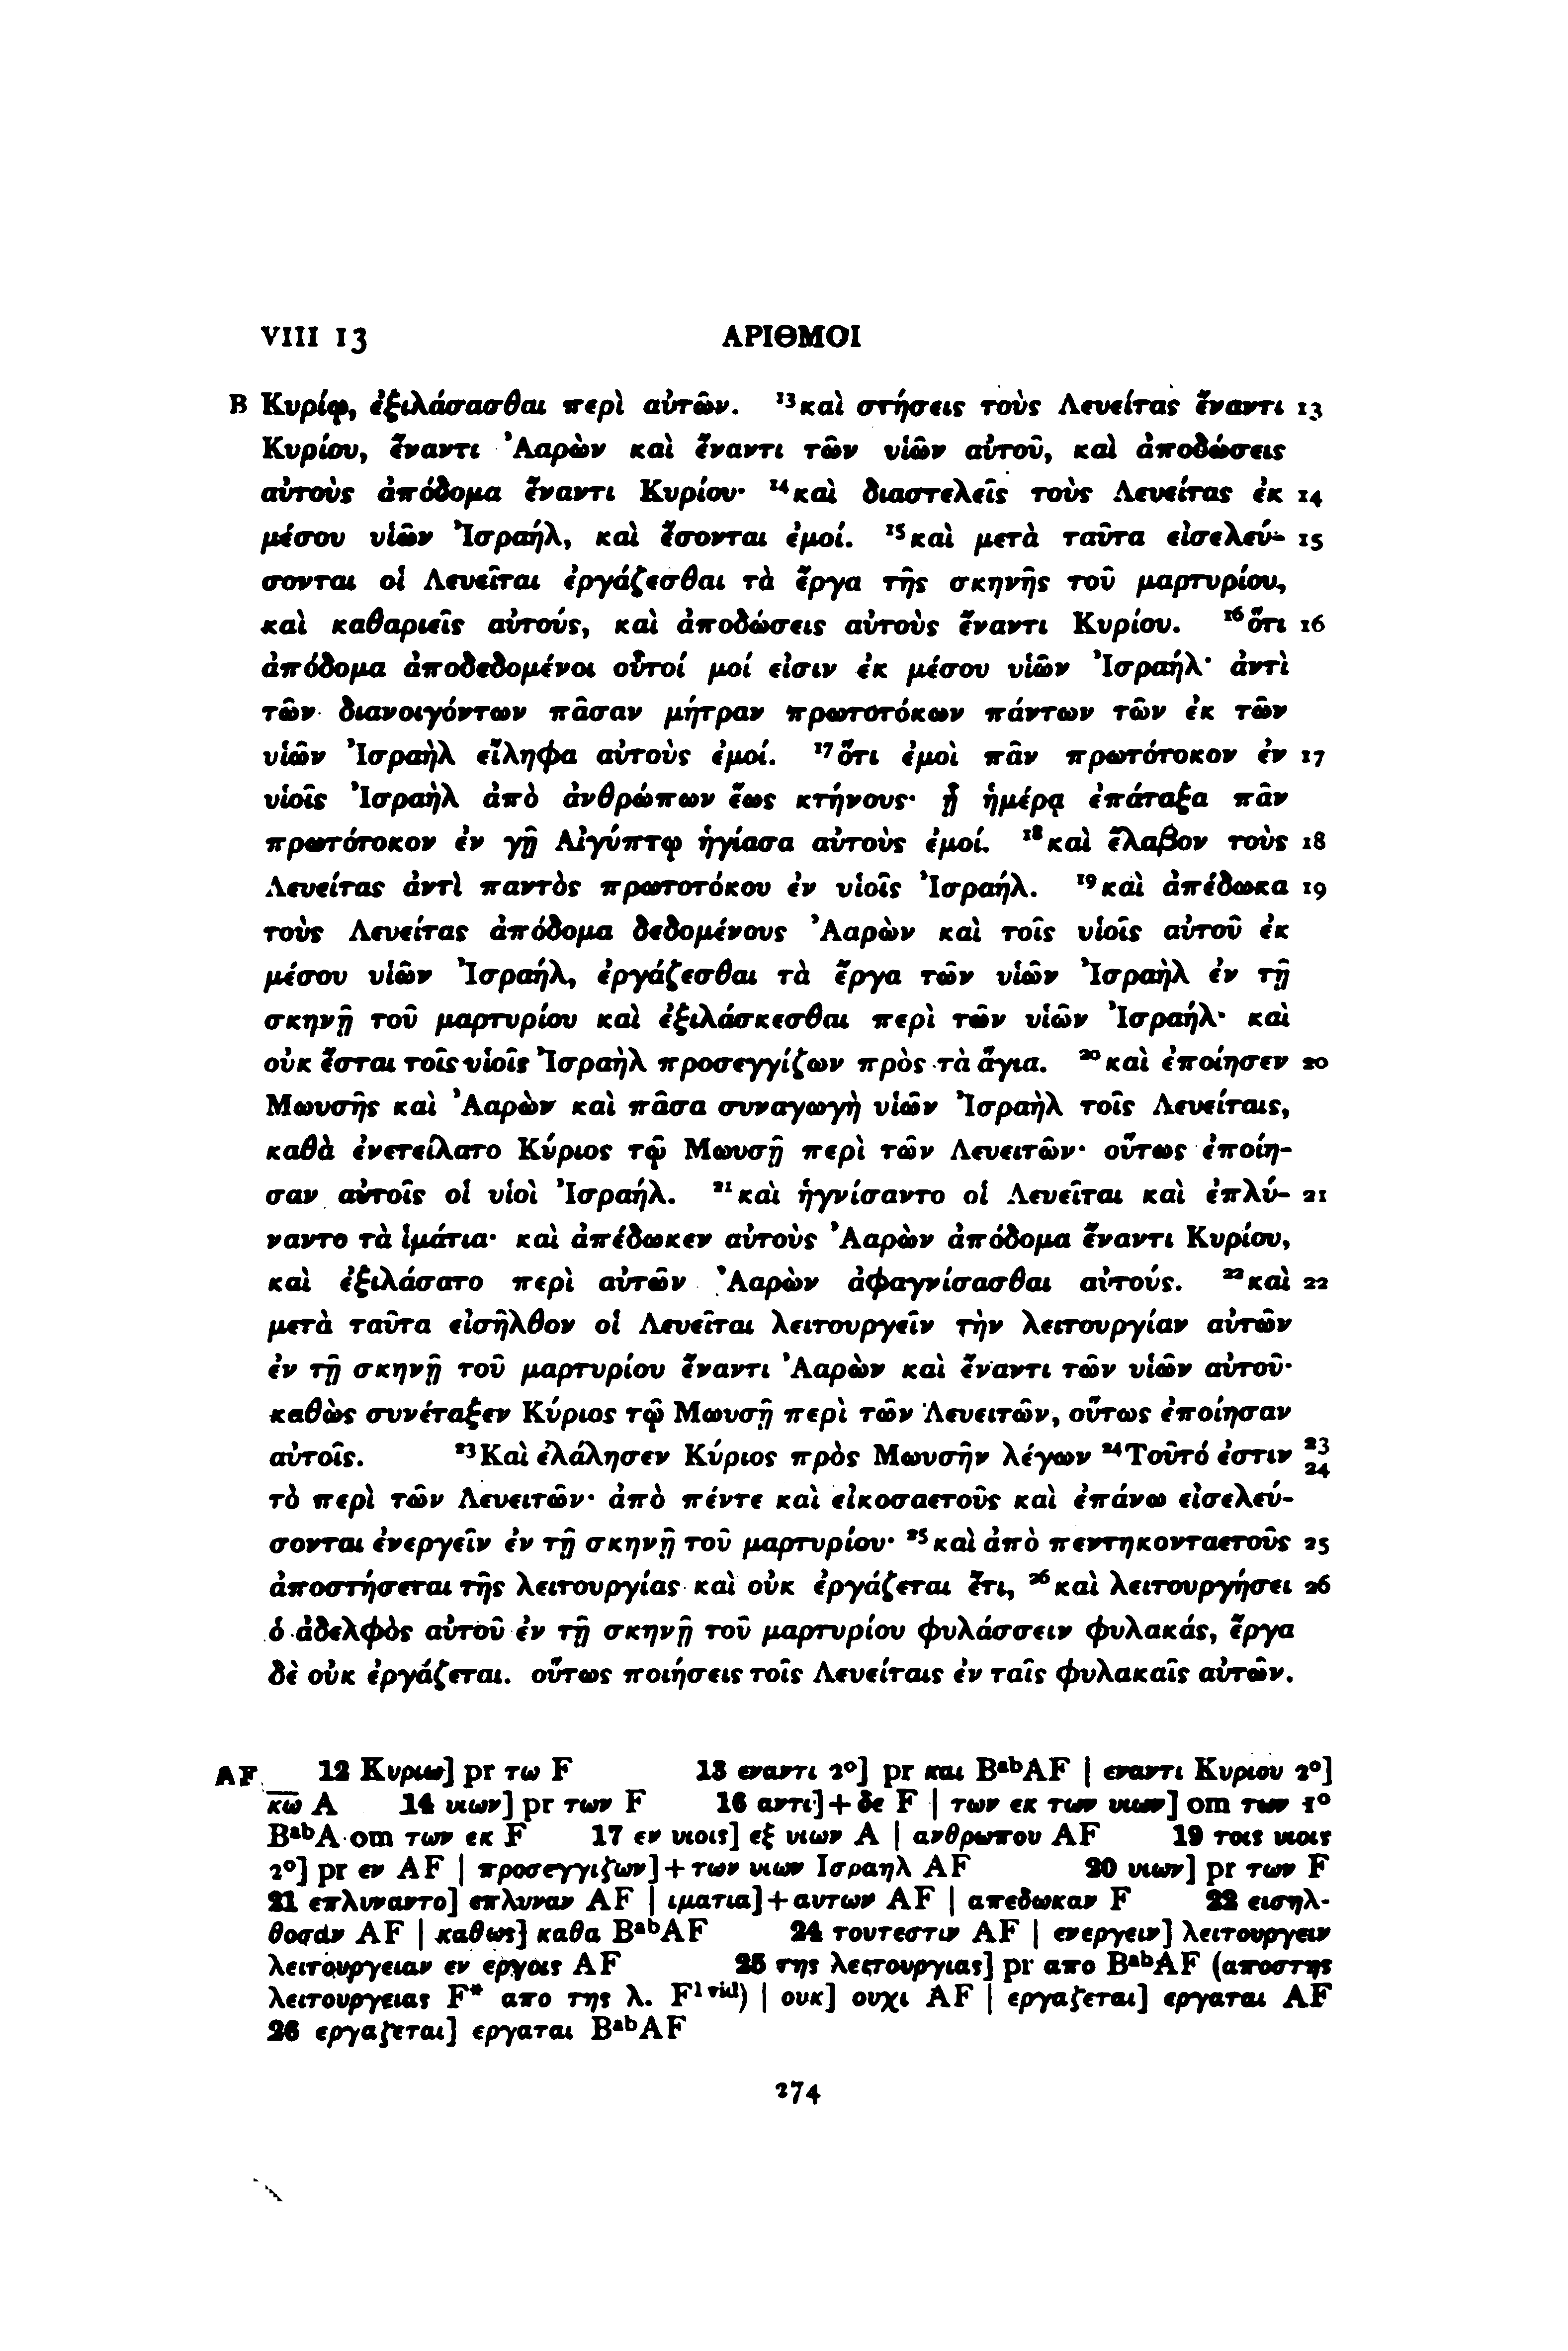 VIII 13 ΑΡΙΘΜΟΙ
B Κυρίῳ, ἐξιλάσασθαι περὶ αὐτῶν. ¹³καὶ στήσεις τοὺς Λευείτας ἔναντι 13
Κυρίου, ἔναντι Ἀαρὼν καὶ ἔναντι τῶν υἱῶν αὐτοῦ, καὶ ἀποδώσεις
αὐτοὺς ἀπόδομα ἔναντι Κυρίου· ¹⁴καὶ διαστελεῖς τοὺς Λευείτας ἐκ 14
μέσου υἱῶν Ἰσραήλ, καὶ ἔσονται ἐμοί. ¹⁵καὶ μετὰ ταῦτα εἰσελεύ- 15
σονται οἱ Λευεῖται ἐργάζεσθαι τὰ ἔργα τῆς σκηνῆς τοῦ μαρτυρίου,
καὶ καθαριεῖς αὐτούς, καὶ ἀποδώσεις αὐτοὺς ἔναντι Κυρίου. ¹⁶ὅτι 16
ἀπόδομα ἀποδεδομένοι οὗτοί μοί εἰσιν ἐκ μέσου υἱῶν Ἰσραήλ· ἀντὶ
τῶν διανοιγόντων πᾶσαν μήτραν πρωτοτόκων πάντων τῶν ἐκ τῶν
υἱῶν Ἰσραὴλ εἴληφα αὐτοὺς ἐμοί. ¹⁷ὅτι ἐμοὶ πᾶν πρωτότοκον ἐν 17
υἱοῖς Ἰσραὴλ ἀπὸ ἀνθρώπων ἕως κτήνους· ᾗ ἡμέρᾳ ἐπάταξα πᾶν
πρωτότοκον ἐν γῇ Αἰγύπτῳ ἡγίασα αὐτοὺς ἐμοί. ¹⁸καὶ ἔλαβον τοὺς 18
Λευείτας ἀντὶ παντὸς πρωτοτόκου ἐν υἱοῖς Ἰσραήλ. ¹⁹καὶ ἀπέδωκα 19
τοὺς Λευείτας ἀπόδομα δεδομένους Ἀαρὼν καὶ τοῖς υἱοῖς αὐτοῦ ἐκ
μέσου υἱῶν Ἰσραήλ, ἐργάζεσθαι τὰ ἔργα τῶν υἱῶν Ἰσραὴλ ἐν τῇ
σκηνῇ τοῦ μαρτυρίου καὶ ἐξιλάσκεσθαι περὶ τῶν υἱῶν Ἰσραήλ· καὶ
οὐκ ἔσται τοῖς υἱοῖς Ἰσραὴλ προσεγγίζων πρὸς τὰ ἅγια. ²⁰καὶ ἐποίησεν 20
Μωυσῆς καὶ Ἀαρὼν καὶ πᾶσα συναγωγὴ υἱῶν Ἰσραὴλ τοῖς Λευείταις,
καθὰ ἐνετείλατο Κύριος τῷ Μωυσῇ περὶ τῶν Λευειτῶν· οὕτως ἐποίη-
σαν αὐτοῖς οἱ υἱοὶ Ἰσραήλ. ²¹καὶ ἡγνίσαντο οἱ Λευεῖται καὶ ἐπλύ- 21
ναντο τὰ ἱμάτια· καὶ ἀπέδωκεν αὐτοὺς Ἀαρὼν ἀπόδομα ἔναντι Κυρίου,
καὶ ἐξιλάσατο περὶ αὐτῶν Ἀαρὼν ἀφαγνίσασθαι αὐτούς. ²²καὶ 22
μετὰ ταῦτα εἰσῆλθον οἱ Λευεῖται λειτουργεῖν τὴν λειτουργίαν αὐτῶν
ἐν τῇ σκηνῇ τοῦ μαρτυρίου ἔναντι Ἀαρὼν καὶ ἔναντι τῶν υἱῶν αὐτοῦ·
καθὼς συνέταξεν Κύριος τῷ Μωυσῇ περὶ τῶν Λευειτῶν, οὕτως ἐποίησαν
αὐτοῖς. ²³Καὶ ἐλάλησεν Κύριος πρὸς Μωυσῆν λέγων ²⁴Τοῦτό ἐστιν 23 24
τὸ περὶ τῶν Λευειτῶν· ἀπὸ πέντε καὶ εἰκοσαετοῦς καὶ ἐπάνω εἰσελεύ-
σονται ἐνεργεῖν ἐν τῇ σκηνῇ τοῦ μαρτυρίου· ²⁵καὶ ἀπὸ πεντηκονταετοῦς 25
ἀποστήσεται τῆς λειτουργίας καὶ οὐκ ἐργάζεται ἔτι, ²⁶καὶ λειτουργήσει 26
ὁ ἀδελφὸς αὐτοῦ ἐν τῇ σκηνῇ τοῦ μαρτυρίου φυλάσσειν φυλακάς, ἔργα
δὲ οὐκ ἐργάζεται. οὕτως ποιήσεις τοῖς Λευείταις ἐν ταῖς φυλακαῖς αὐτῶν.
AF 12 Κυριω] pr τω F 13 εναντι 2°] pr και BᵃᵇAF | εναντι Κυριου 2°]
κ̅ω̅ A 14 υιων] pr των F 16 αντι] + δε F | των εκ των υιων] om των 1°
BᵃᵇA om των εκ F 17 εν υιοις] εξ υιων A | ανθρωπου AF 19 τοις υιοις
2°] pr εν AF | προσεγγιζων] + των υιων Ισραηλ AF 20 υιων] pr των F
21 επλυναντο] επλυναν AF | ιματια] + αυτων AF | απεδωκαν F 22 εισηλ-
θοσαν AF | καθως] καθα BᵃᵇAF 24 τουτεστιν AF | ενεργειν] λειτουργειν
λειτουργειαν εν εργοις AF 25 της λειτουργιας] pr απο BᵃᵇAF (αποστης
λειτουργειας F* απο της λ. F¹ᵛⁱᵈ) | ουκ] ουχι AF | εργαζεται] εργαται AF
26 εργαζεται] εργαται BᵃᵇAF
274